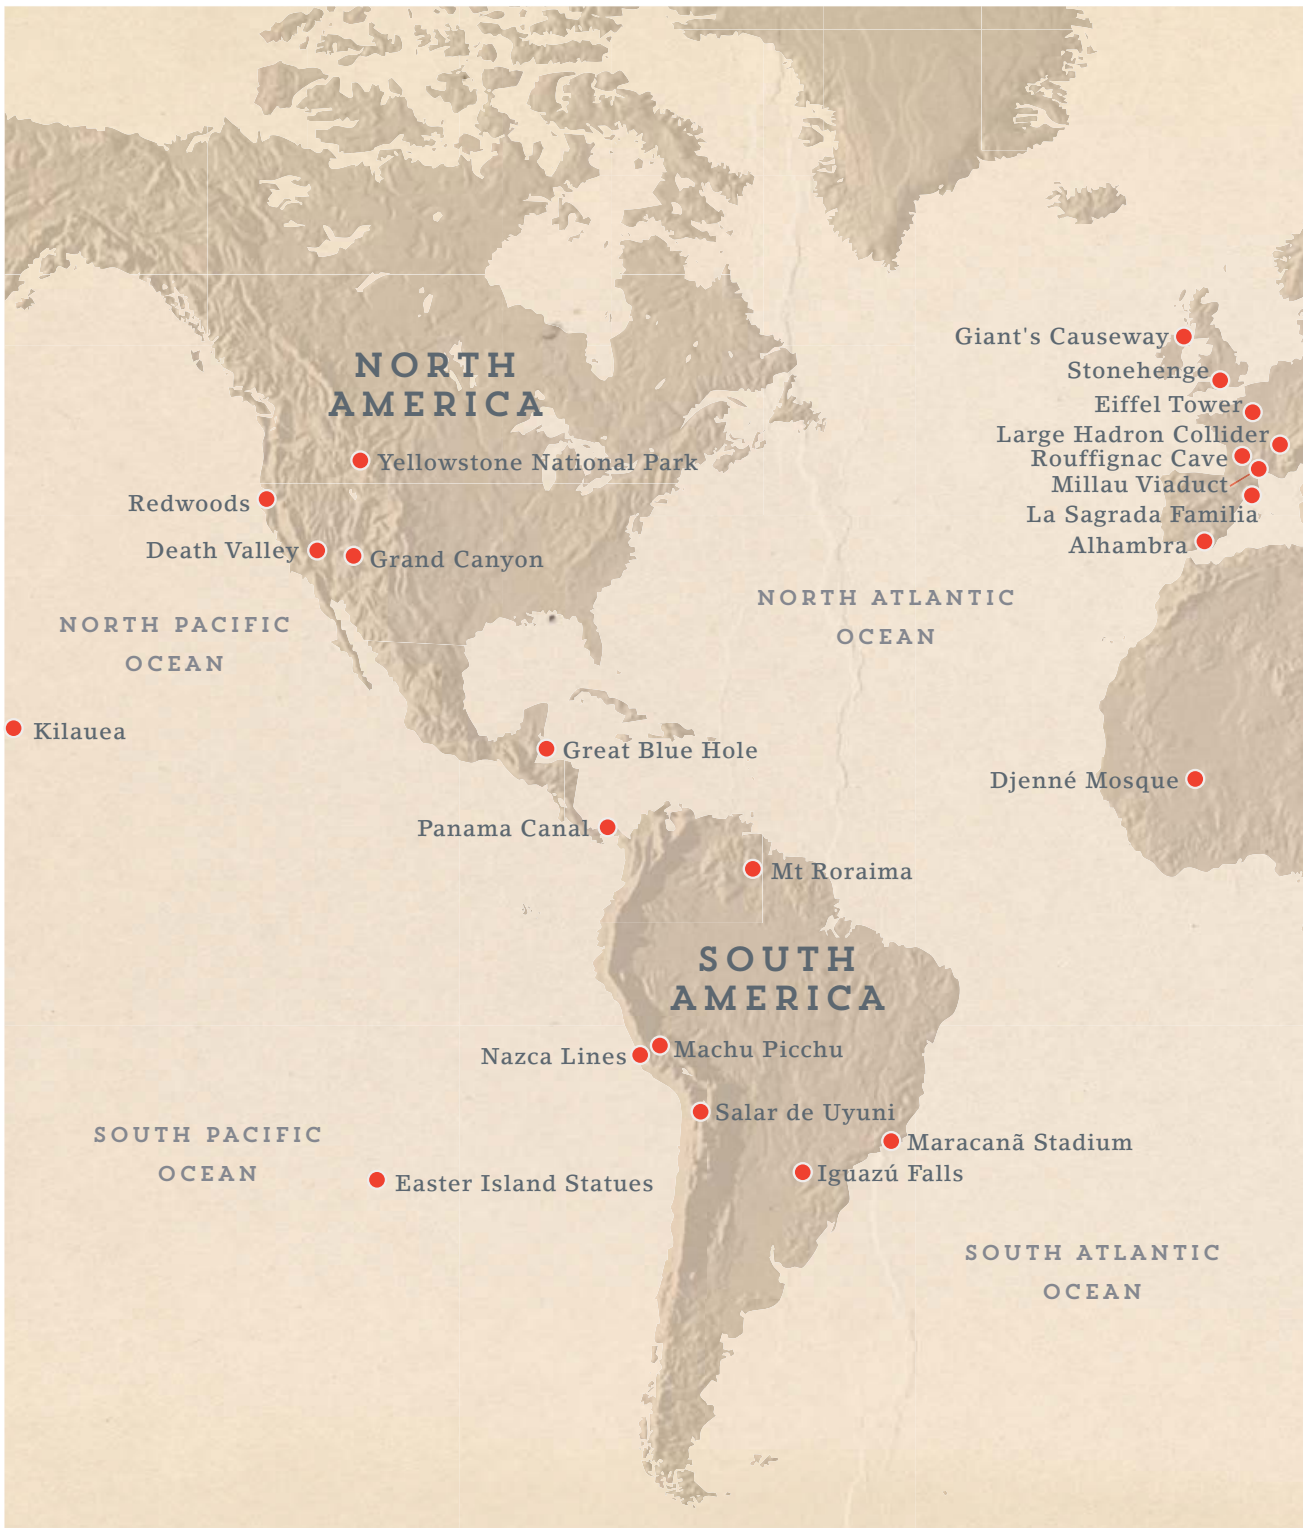 Giant's Causeway
Stonehenge
NORTH
AMERICA
Eiffel Tower
Large Hadron Collider
Rouffignac Cave
Yellowstone National Park
Millau Viaduct
Redwoods
La Sagrada Familia
Alhambra
Death Valley
Grand Canyon
NORTH ATLANTIC
OCEAN
NORTH PACIFIC
OCEAN
Kilauea
Great Blue Hole
Djenné Mosque
Panama Canal
Mt Roraima
SOUTH
AMERICA
Nazca Lines
Machu Picchu
Salar de Uyuni
SOUTH PACIFIC
OCEAN
Maracanã Stadium
Iguazú Falls
Easter Island Statues
SOUTH ATLANTIC
OCEAN